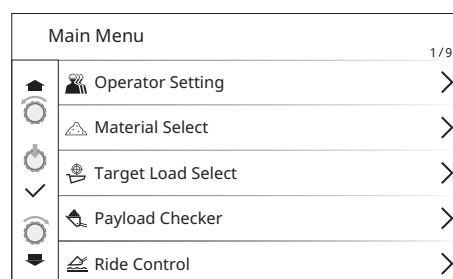 Main Menu
1/9
Operator Setting
Material Select
Target Load Select
Payload Checker
Ride Control